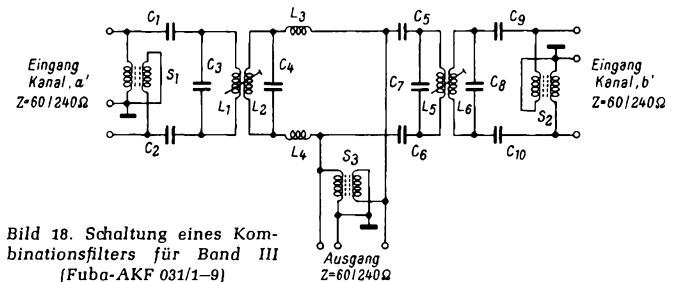 C1
L3
C5
C9
Eingang
Kanal „a'
Z=60/240Ω
S1
C3
L1
L2
C4
C7
L5
L6
C8
S2
Eingang
Kanal „b'
Z=60/240Ω
C2
L4
C6
C10
S3
Bild 18. Schaltung eines Kom-
binationsfilters für Band III
(Fuba-AKF 031/1–9)
Ausgang
Z=60/240Ω